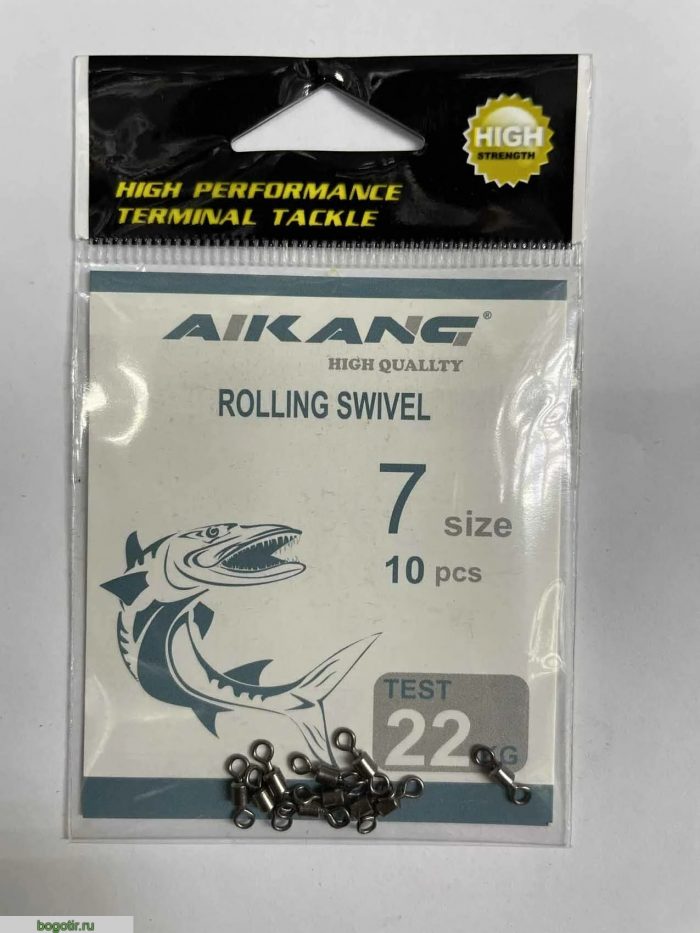 HIGH
STRENGTH
HIGH PERFORMANCE
TERMINAL TACKLE
AIKANG®
HIGH QUALLTY
ROLLING SWIVEL
7 size
10 pcs
TEST
22 KG
bogotir.ru